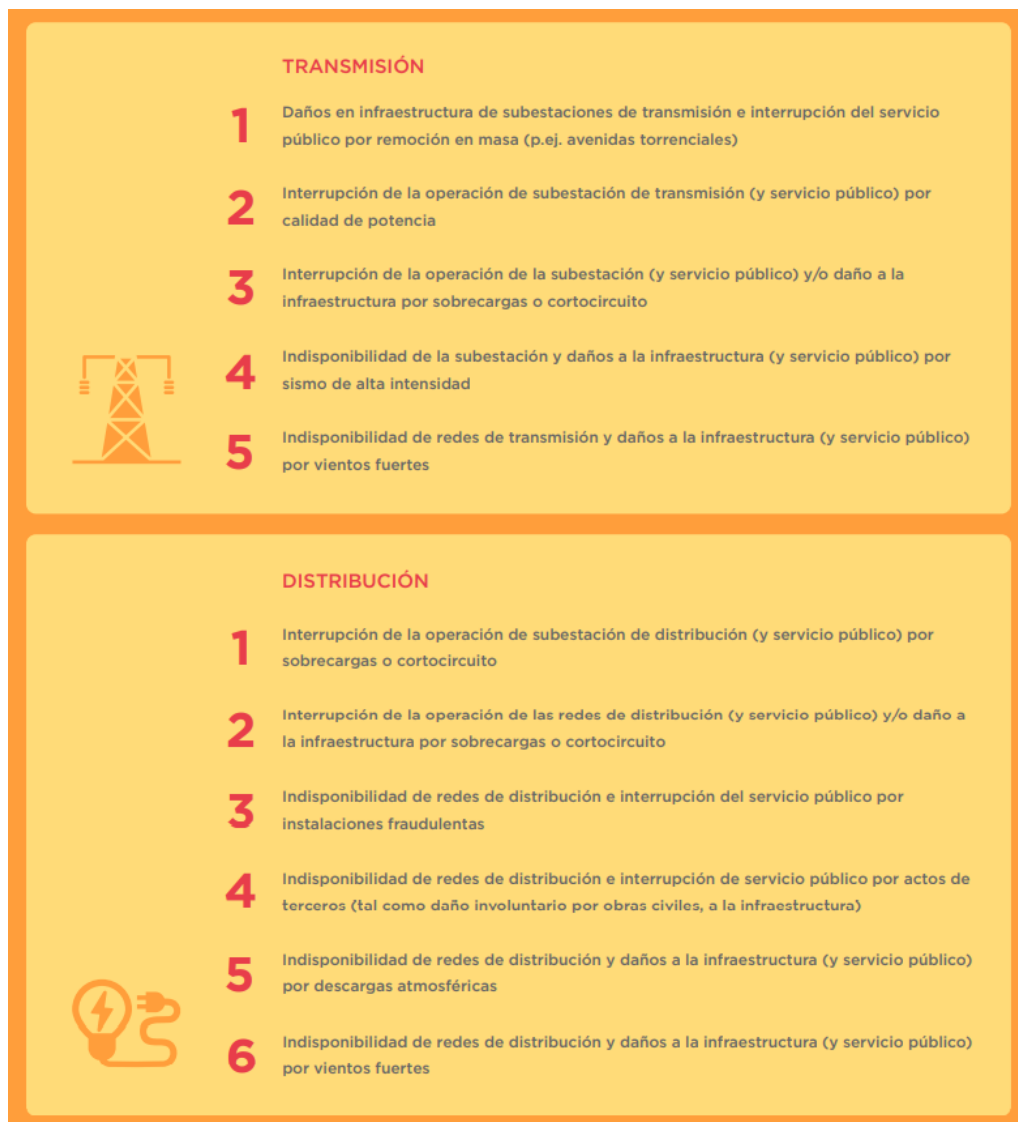 TRANSMISIÓN
1
Daños en infraestructura de subestaciones de transmisión e interrupción del servicio
público por remoción en masa (p.ej. avenidas torrenciales)
2
Interrupción de la operación de subestación de transmisión (y servicio público) por
calidad de potencia
3
Interrupción de la operación de la subestación (y servicio público) y/o daño a la
infraestructura por sobrecargas o cortocircuito
4
Indisponibilidad de la subestación y daños a la infraestructura (y servicio público) por
sismo de alta intensidad
5
Indisponibilidad de redes de transmisión y daños a la infraestructura (y servicio público)
por vientos fuertes
DISTRIBUCIÓN
1
Interrupción de la operación de subestación de distribución (y servicio público) por
sobrecargas o cortocircuito
2
Interrupción de la operación de las redes de distribución (y servicio público) y/o daño a
la infraestructura por sobrecargas o cortocircuito
3
Indisponibilidad de redes de distribución e interrupción del servicio público por
instalaciones fraudulentas
4
Indisponibilidad de redes de distribución e interrupción de servicio público por actos de
terceros (tal como daño involuntario por obras civiles, a la infraestructura)
5
Indisponibilidad de redes de distribución y daños a la infraestructura (y servicio público)
por descargas atmosféricas
6
Indisponibilidad de redes de distribución y daños a la infraestructura (y servicio público)
por vientos fuertes